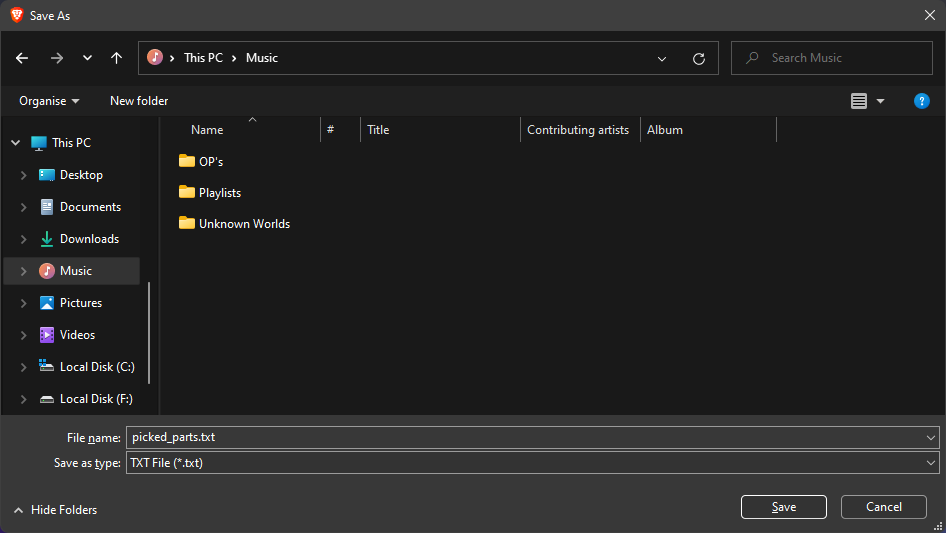 Save As
This PC > Music
Search Music
Organise New folder
?
Name # Title Contributing artists Album
This PC
Desktop
Documents
Downloads
Music
Pictures
Videos
Local Disk (C:)
Local Disk (F:)
OP's
Playlists
Unknown Worlds
File name: picked_parts.txt
Save as type: TXT File (*.txt)
Hide Folders Save Cancel